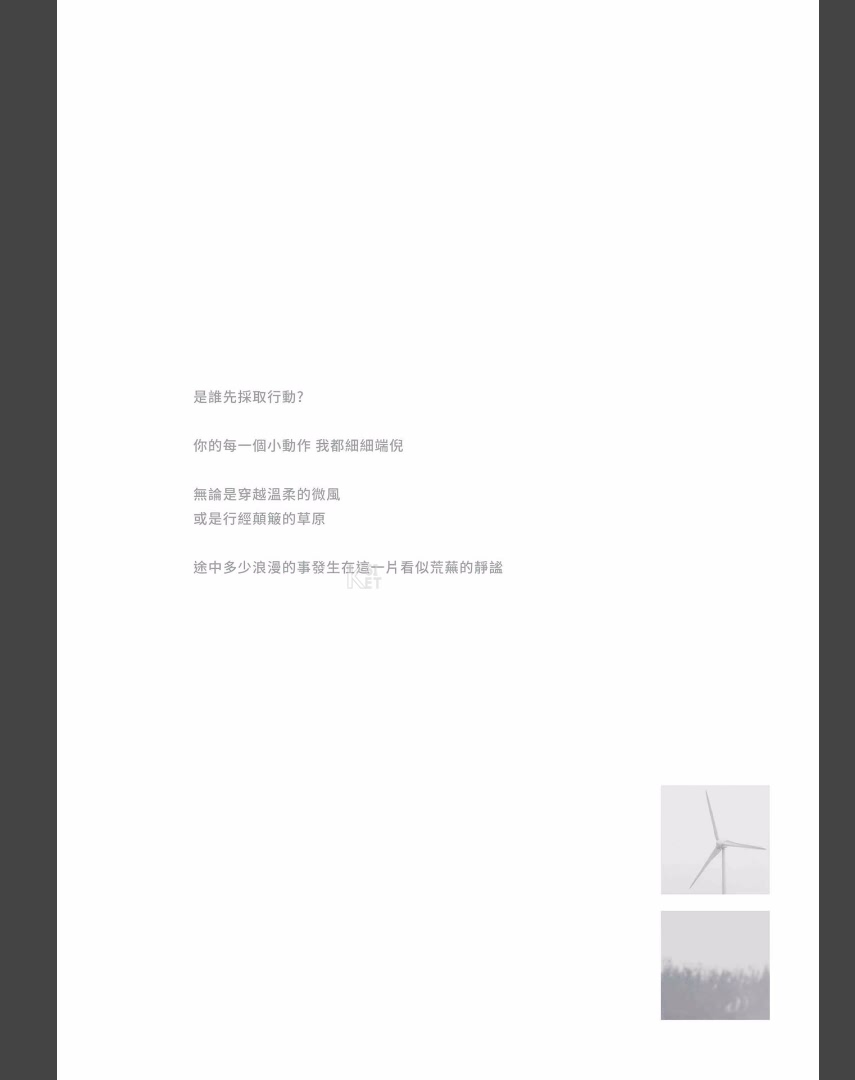 是誰先採取行動?
你的每一個小動作 我都細細端倪
無論是穿越溫柔的微風
或是行經顛簸的草原
途中多少浪漫的事發生在這一片看似荒蕪的靜謐